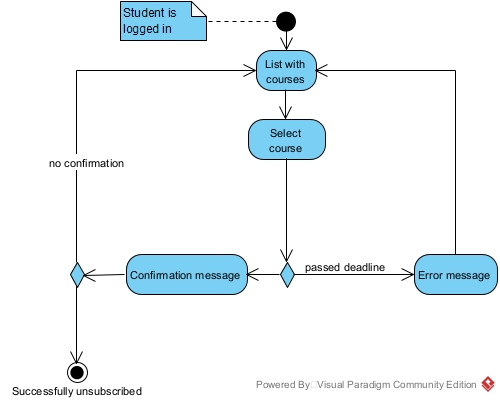 Student is
logged in
List with
courses
Select
course
no confirmation
Confirmation message
passed deadline
Error message
Successfully unsubscribed
Powered By Visual Paradigm Community Edition